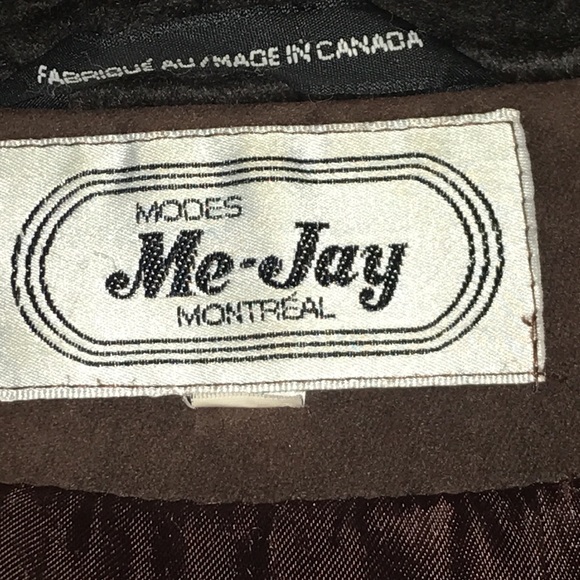 FABRIQUÉ AU / MADE IN CANADA
MODES
Me-Jay
MONTRÉAL